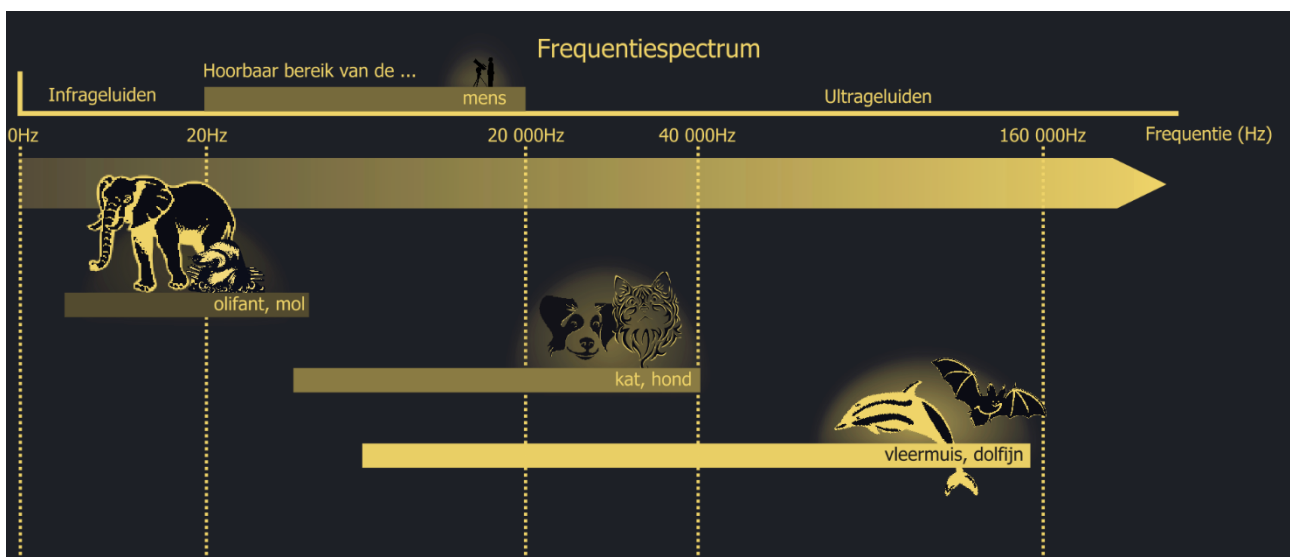 Frequentiespectrum
Hoorbaar bereik van de ...
Infrageluiden
mens
Ultrageluiden
0Hz
20Hz
20 000Hz
40 000Hz
160 000Hz
Frequentie (Hz)
olifant, mol
kat, hond
vleermuis, dolfijn